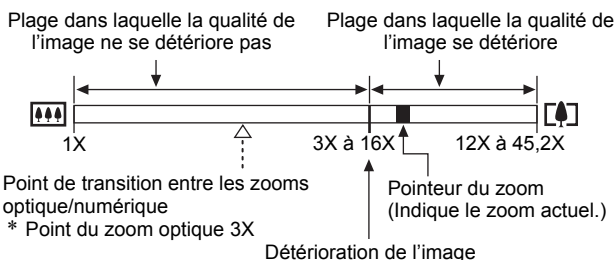 Plage dans laquelle la qualité de
l'image ne se détériore pas
Plage dans laquelle la qualité de
l'image se détériore
1X
3X à 16X
12X à 45,2X
Point de transition entre les zooms
optique/numérique
* Point du zoom optique 3X
Pointeur du zoom
(Indique le zoom actuel.)
Détérioration de l'image